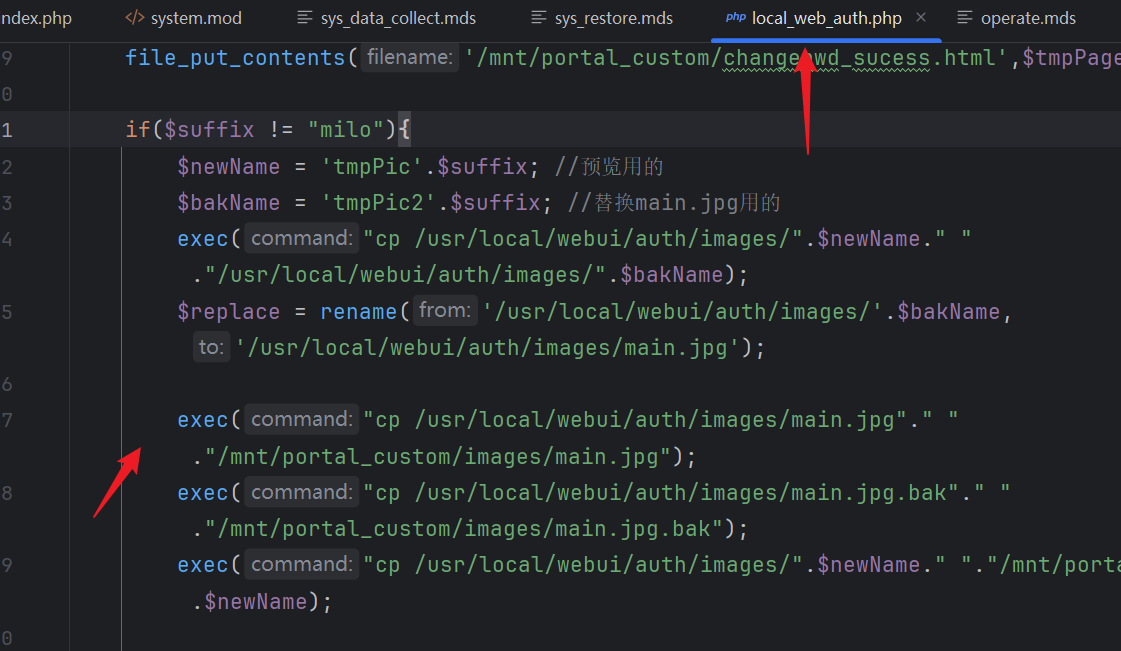 ndex.php </> system.mod sys_data_collect.mds sys_restore.mds php local_web_auth.php × operate.mds
9 file_put_contents( filename: '/mnt/portal_custom/change wd_sucess.html',$tmpPage
0
1 if($suffix != "milo"){
2 $newName = 'tmpPic'.$suffix; //预览用的
3 $bakName = 'tmpPic2'.$suffix; //替换main.jpg用的
4 exec( command: "cp /usr/local/webui/auth/images/".$newName." "
."/usr/local/webui/auth/images/".$bakName);
5 $replace = rename( from: '/usr/local/webui/auth/images/'.$bakName,
to: '/usr/local/webui/auth/images/main.jpg');
6
7 exec( command: "cp /usr/local/webui/auth/images/main.jpg"." "
."/mnt/portal_custom/images/main.jpg");
8 exec( command: "cp /usr/local/webui/auth/images/main.jpg.bak"." "
."/mnt/portal_custom/images/main.jpg.bak");
9 exec( command: "cp /usr/local/webui/auth/images/".$newName." "."/mnt/porta
.$newName);
0